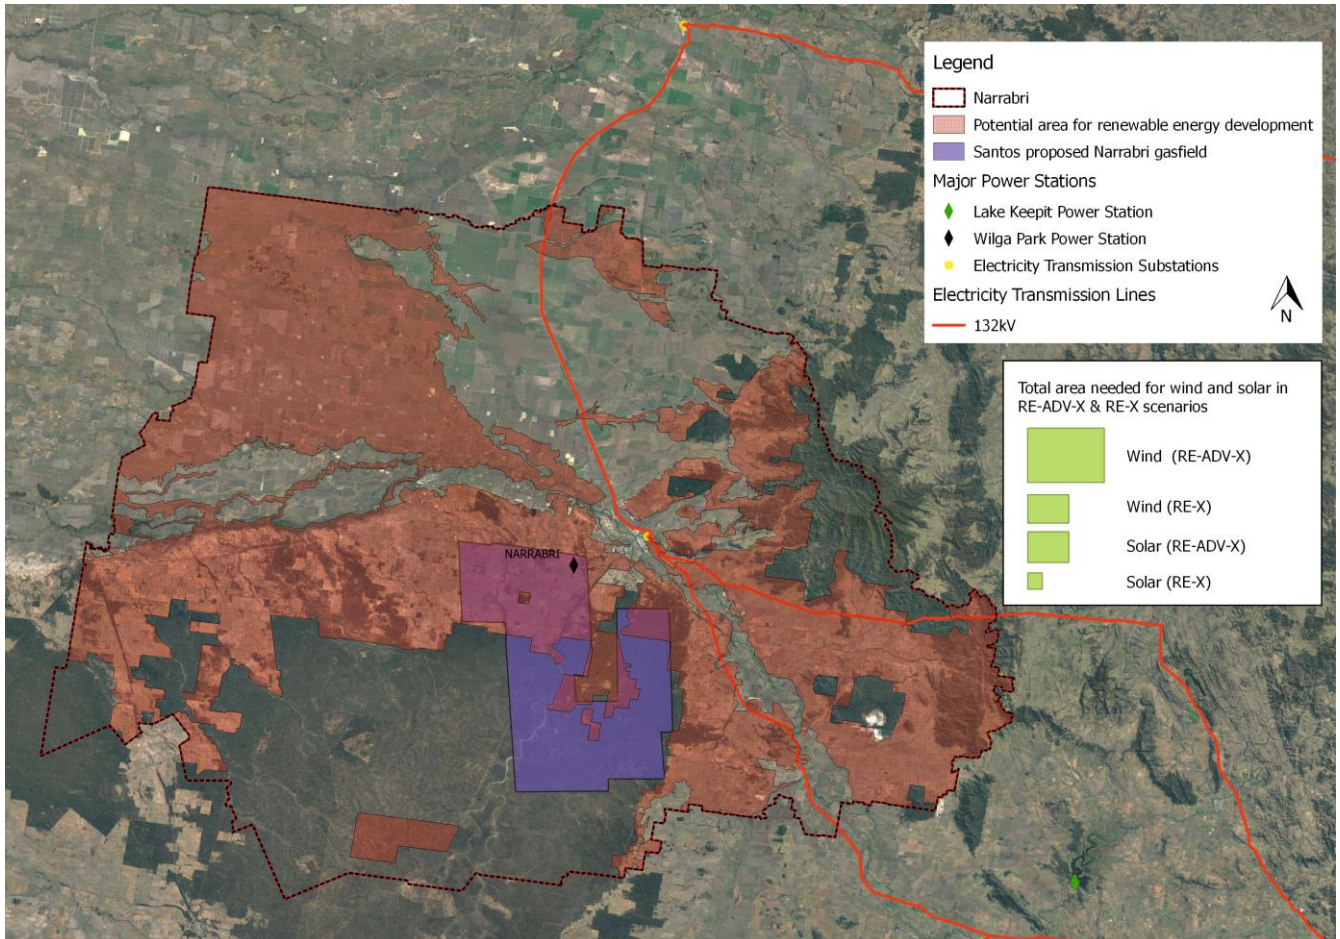 Legend
Narrabri
Potential area for renewable energy development
Santos proposed Narrabri gasfield
Major Power Stations
Lake Keepit Power Station
Wilga Park Power Station
Electricity Transmission Substations
Electricity Transmission Lines
132kV
N
Total area needed for wind and solar in
RE-ADV-X & RE-X scenarios
Wind (RE-ADV-X)
Wind (RE-X)
Solar (RE-ADV-X)
Solar (RE-X)
NARRABRI